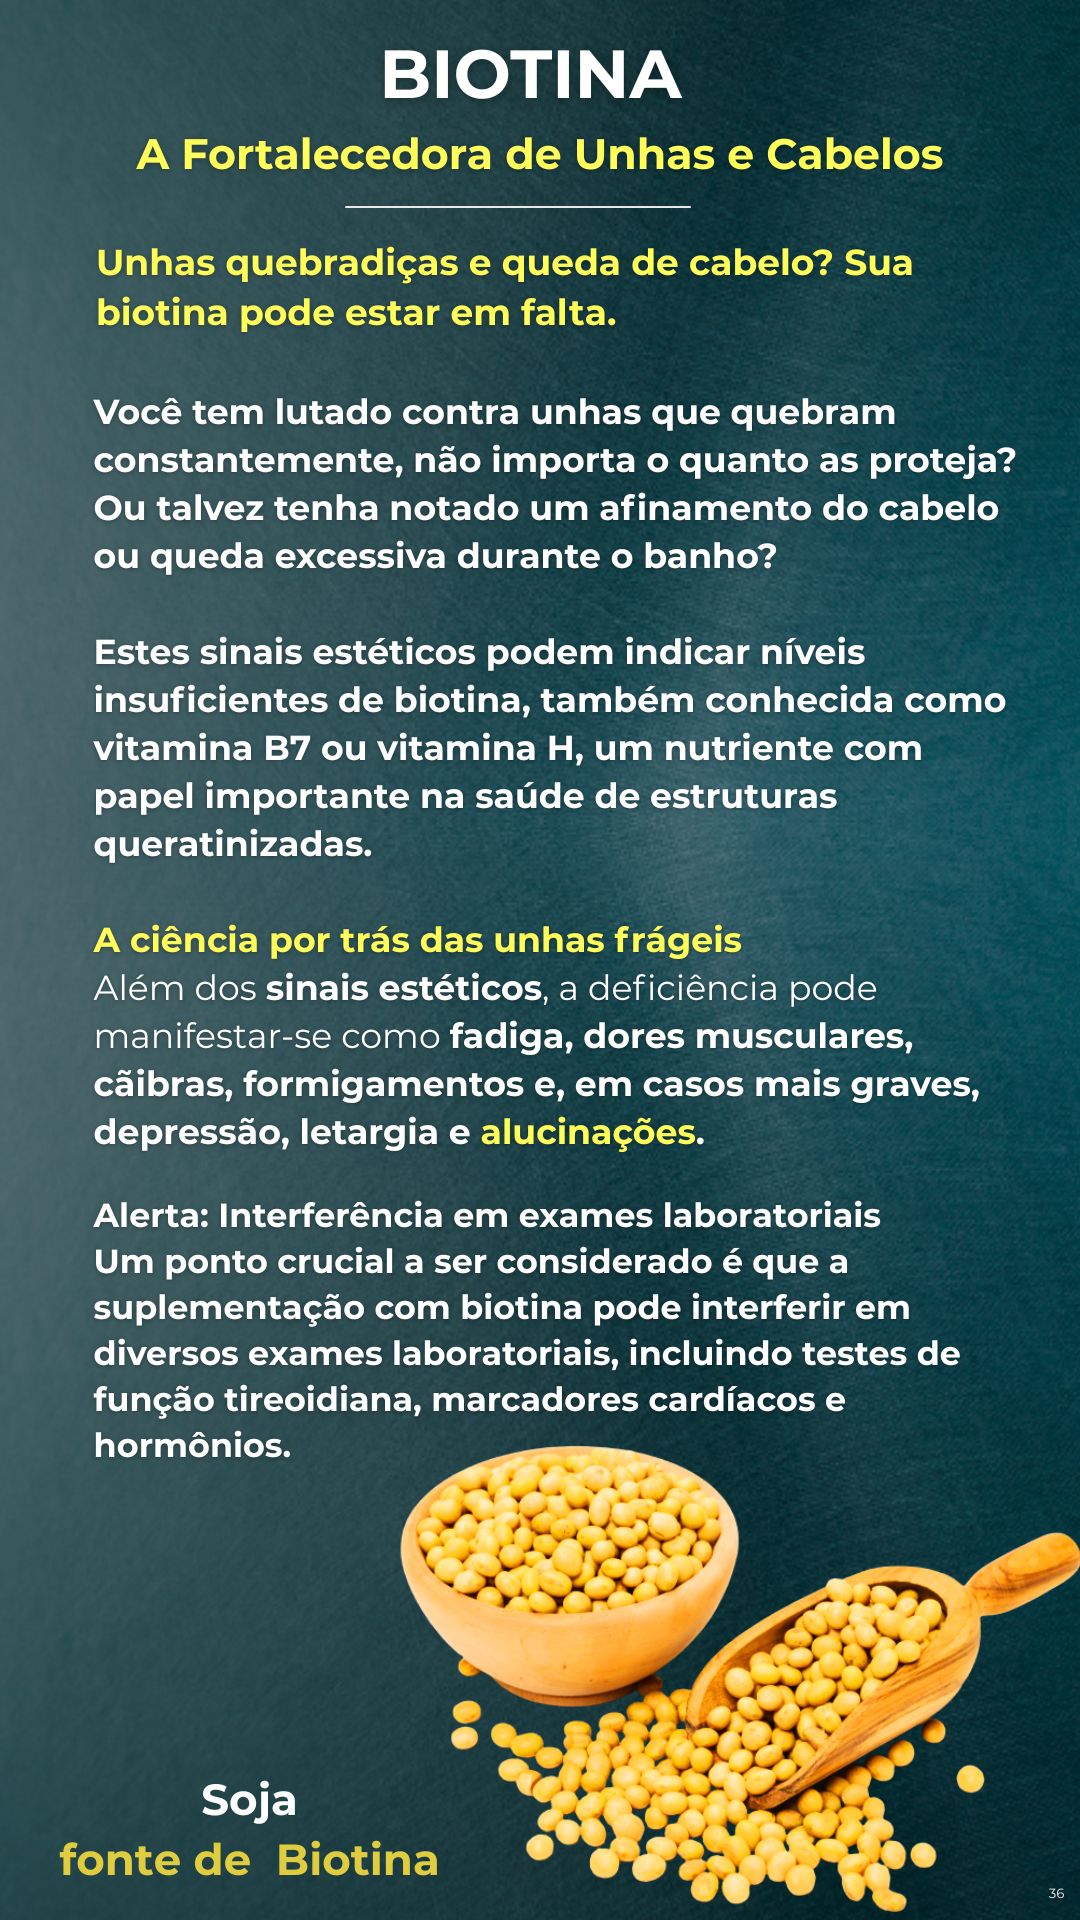 BIOTINA
A Fortalecedora de Unhas e Cabelos
Unhas quebradiças e queda de cabelo? Sua
biotina pode estar em falta.
Você tem lutado contra unhas que quebram
constantemente, não importa o quanto as proteja?
Ou talvez tenha notado um afinamento do cabelo
ou queda excessiva durante o banho?
Estes sinais estéticos podem indicar níveis
insuficientes de biotina, também conhecida como
vitamina B7 ou vitamina H, um nutriente com
papel importante na saúde de estruturas
queratinizadas.
A ciência por trás das unhas frágeis
Além dos sinais estéticos, a deficiência pode
manifestar-se como fadiga, dores musculares,
cãibras, formigamentos e, em casos mais graves,
depressão, letargia e alucinações.
Alerta: Interferência em exames laboratoriais
Um ponto crucial a ser considerado é que a
suplementação com biotina pode interferir em
diversos exames laboratoriais, incluindo testes de
função tireoidiana, marcadores cardíacos e
hormônios.
Soja
fonte de Biotina
36